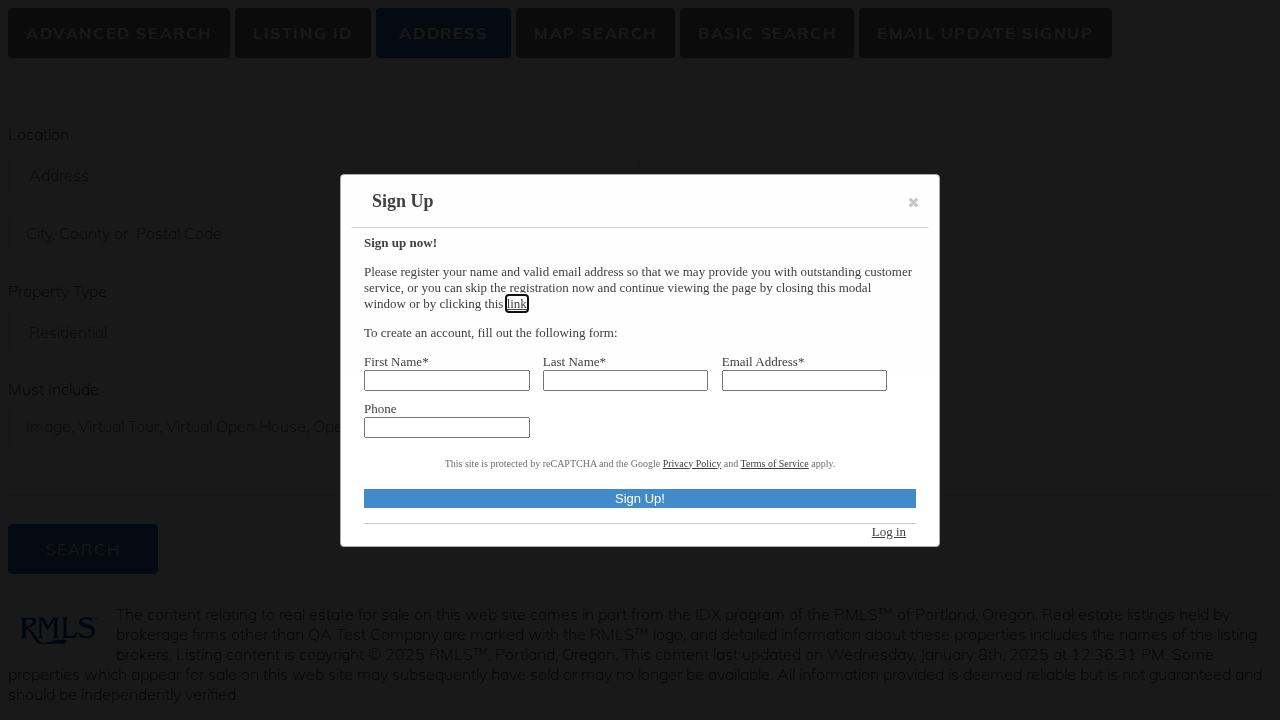 ADVANCED SEARCH LISTING ID ADDRESS MAP SEARCH BASIC SEARCH EMAIL UPDATE SIGNUP
Location
Address
City, County or  Postal Code
Property Type
Residential
Must Include
Image, Virtual Tour, Virtual Open House, Ope
SEARCH
Sign Up
Sign up now!
Please register your name and valid email address so that we may provide you with outstanding customer
service, or you can skip the registration now and continue viewing the page by closing this modal
window or by clicking this link
To create an account, fill out the following form:
First Name* Last Name* Email Address*
Phone
This site is protected by reCAPTCHA and the Google Privacy Policy and Terms of Service apply.
Sign Up!
Log in
RMLS
The content relating to real estate for sale on this web site comes in part from the IDX program of the RMLS™ of Portland, Oregon. Real estate listings held by
brokerage firms other than QA Test Company are marked with the RMLS™ logo, and detailed information about these properties includes the names of the listing
brokers. Listing content is copyright © 2025 RMLS™, Portland, Oregon. This content last updated on Wednesday, January 8th, 2025 at 12:36:31 PM. Some
properties which appear for sale on this web site may subsequently have sold or may no longer be available. All information provided is deemed reliable but is not guaranteed and
should be independently verified.